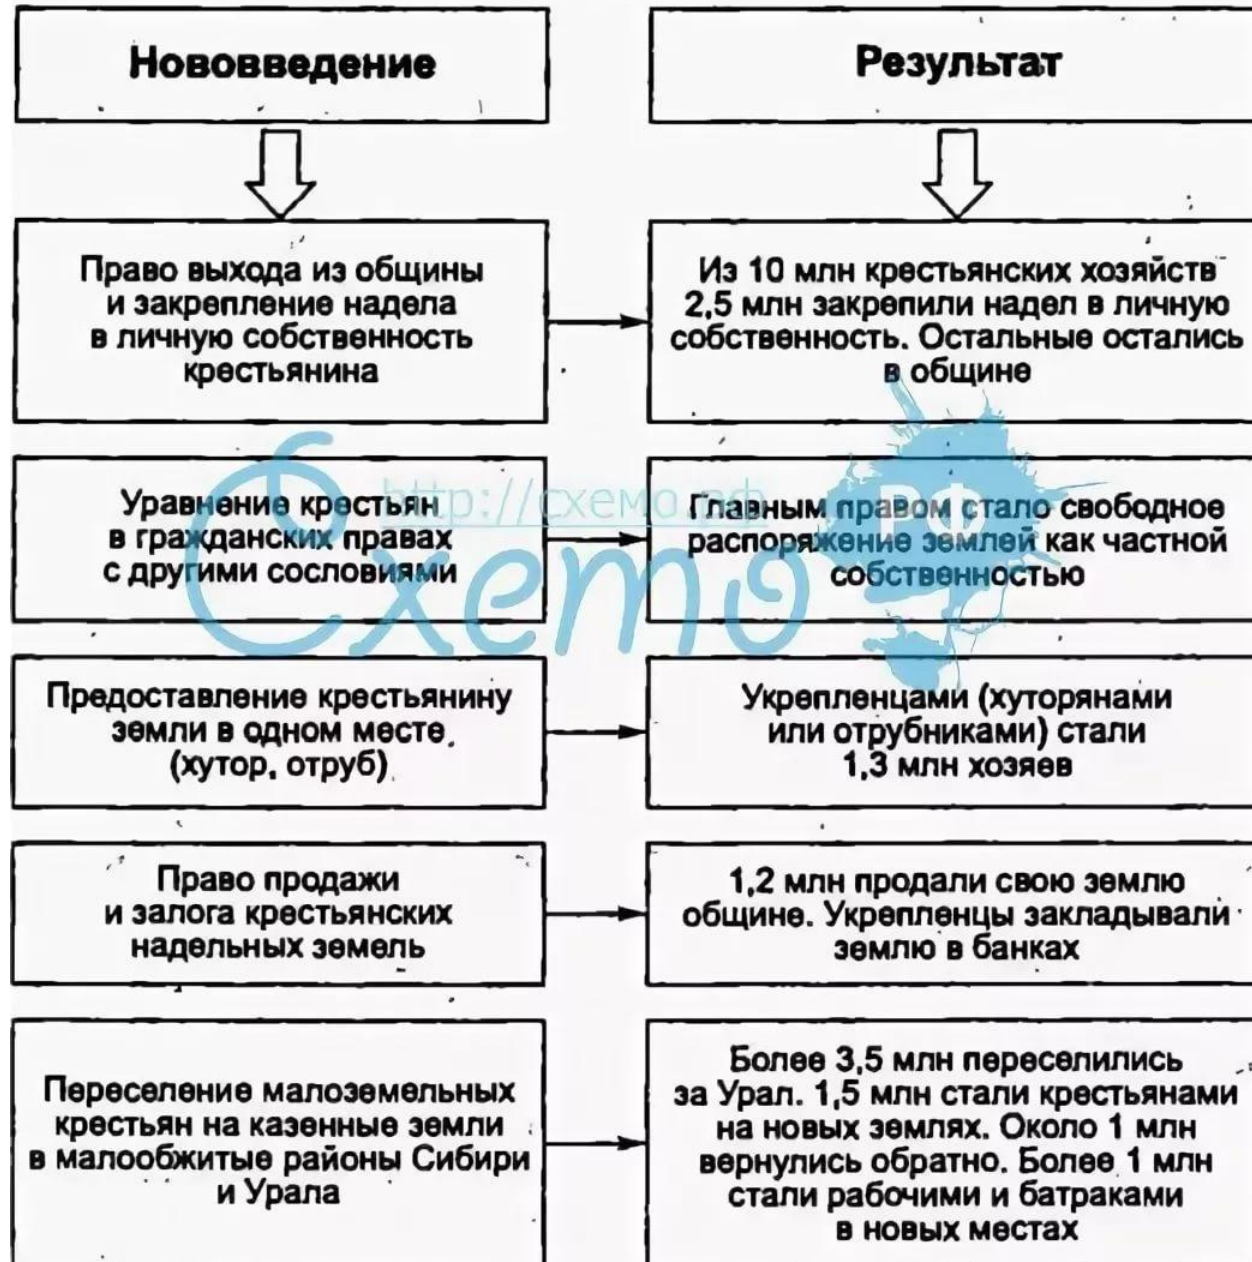 Нововведение
Результат
Право выхода из общины
и закрепление надела
в личную собственность
крестьянина
Из 10 млн крестьянских хозяйств
2,5 млн закрепили надел в личную
собственность. Остальные остались
в общине
Уравнение крестьян
в гражданских правах
с другими сословиями
Главным правом стало свободное
распоряжение землей как частной
собственностью
http://схемо.рф
Схемо
РФ
Предоставление крестьянину
земли в одном месте
(хутор, отруб)
Укрепленцами (хуторянами
или отрубниками) стали
1,3 млн хозяев
Право продажи
и залога крестьянских
надельных земель
1,2 млн продали свою землю
общине. Укрепленцы закладывали
землю в банках
Переселение малоземельных
крестьян на казенные земли
в малообжитые районы Сибири
и Урала
Более 3,5 млн переселились
за Урал. 1,5 млн стали крестьянами
на новых землях. Около 1 млн
вернулись обратно. Более 1 млн
стали рабочими и батраками
в новых местах